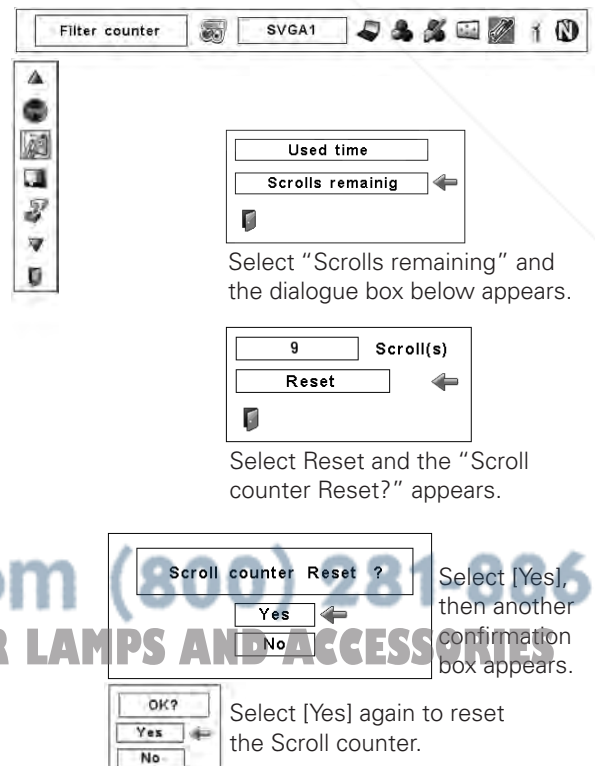 Filter counter
SVGA1
Used time
Scrolls remainig
Select “Scrolls remaining” and
the dialogue box below appears.
9 Scroll(s)
Reset
Select Reset and the “Scroll
counter Reset?” appears.
Scroll counter Reset ?
Yes
No
Select [Yes],
then another
confirmation
box appears.
om (800) 281-886
R LAMPS AND ACCESSORIES
OK?
Yes
No
Select [Yes] again to reset
the Scroll counter.